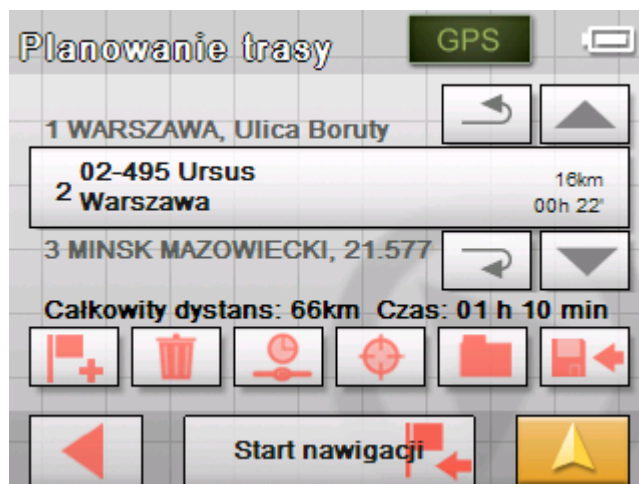 Planowanie trasy
GPS
1 WARSZAWA, Ulica Boruty
2 02-495 Ursus
Warszawa
16km
00h 22'
3 MINSK MAZOWIECKI, 21.577
Całkowity dystans: 66km Czas: 01 h 10 min
Start nawigacji